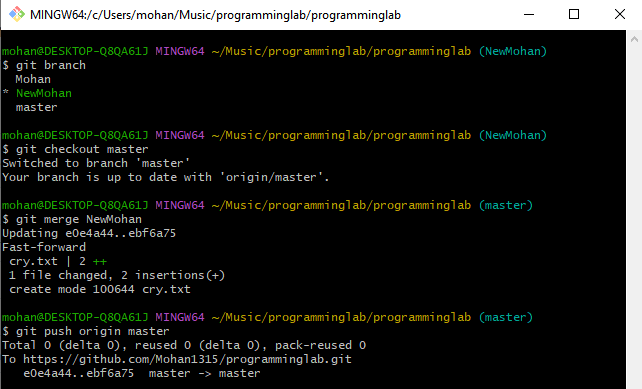 MINGW64:/c/Users/mohan/Music/programminglab/programminglab
mohan@DESKTOP-Q8QA61J MINGW64 ~/Music/programminglab/programminglab (NewMohan)
$ git branch
  Mohan
* NewMohan
  master
mohan@DESKTOP-Q8QA61J MINGW64 ~/Music/programminglab/programminglab (NewMohan)
$ git checkout master
Switched to branch 'master'
Your branch is up to date with 'origin/master'.
mohan@DESKTOP-Q8QA61J MINGW64 ~/Music/programminglab/programminglab (master)
$ git merge NewMohan
Updating e0e4a44..ebf6a75
Fast-forward
 cry.txt | 2 ++
 1 file changed, 2 insertions(+)
 create mode 100644 cry.txt
mohan@DESKTOP-Q8QA61J MINGW64 ~/Music/programminglab/programminglab (master)
$ git push origin master
Total 0 (delta 0), reused 0 (delta 0), pack-reused 0
To https://github.com/Mohan1315/programminglab.git
   e0e4a44..ebf6a75  master -> master